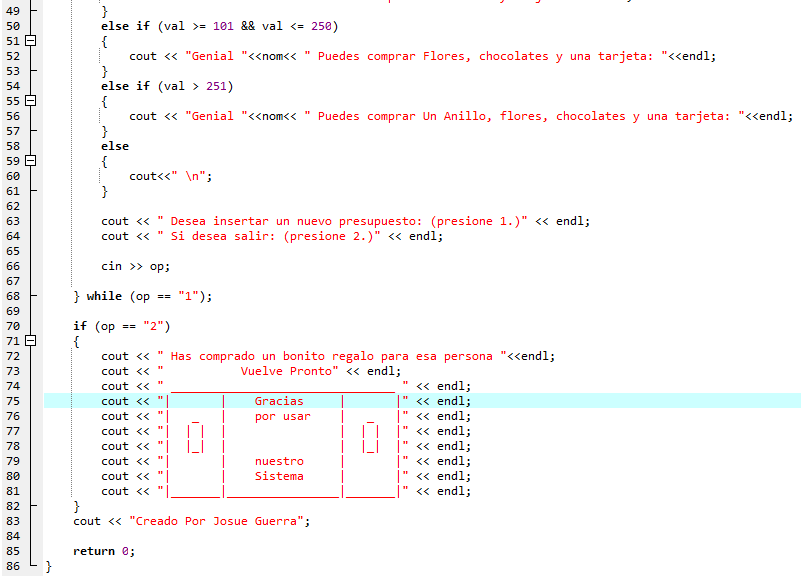 49 }
50 else if (val >= 101 && val <= 250)
51 {
52 cout << "Genial "<<nom<< " Puedes comprar Flores, chocolates y una tarjeta: "<<endl;
53 }
54 else if (val > 251)
55 {
56 cout << "Genial "<<nom<< " Puedes comprar Un Anillo, flores, chocolates y una tarjeta: "<<endl;
57 }
58 else
59 {
60 cout<<" \n";
61 }
62
63 cout << " Desea insertar un nuevo presupuesto: (presione 1.)" << endl;
64 cout << " Si desea salir: (presione 2.)" << endl;
65
66 cin >> op;
67
68 } while (op == "1");
69
70 if (op == "2")
71 {
72 cout << " Has comprado un bonito regalo para esa persona "<<endl;
73 cout << "           Vuelve Pronto" << endl;
74 cout << " ________________________________ " << endl;
75 cout << "|       |    Gracias     |       |" << endl;
76 cout << "|   _   |    por usar    |   _   |" << endl;
77 cout << "|  | |  |                |  | |  |" << endl;
78 cout << "|  |_|  |                |  |_|  |" << endl;
79 cout << "|       |    nuestro     |       |" << endl;
80 cout << "|       |    Sistema     |       |" << endl;
81 cout << "|_______|________________|_______|" << endl;
82 }
83 cout << "Creado Por Josue Guerra";
84
85 return 0;
86 }